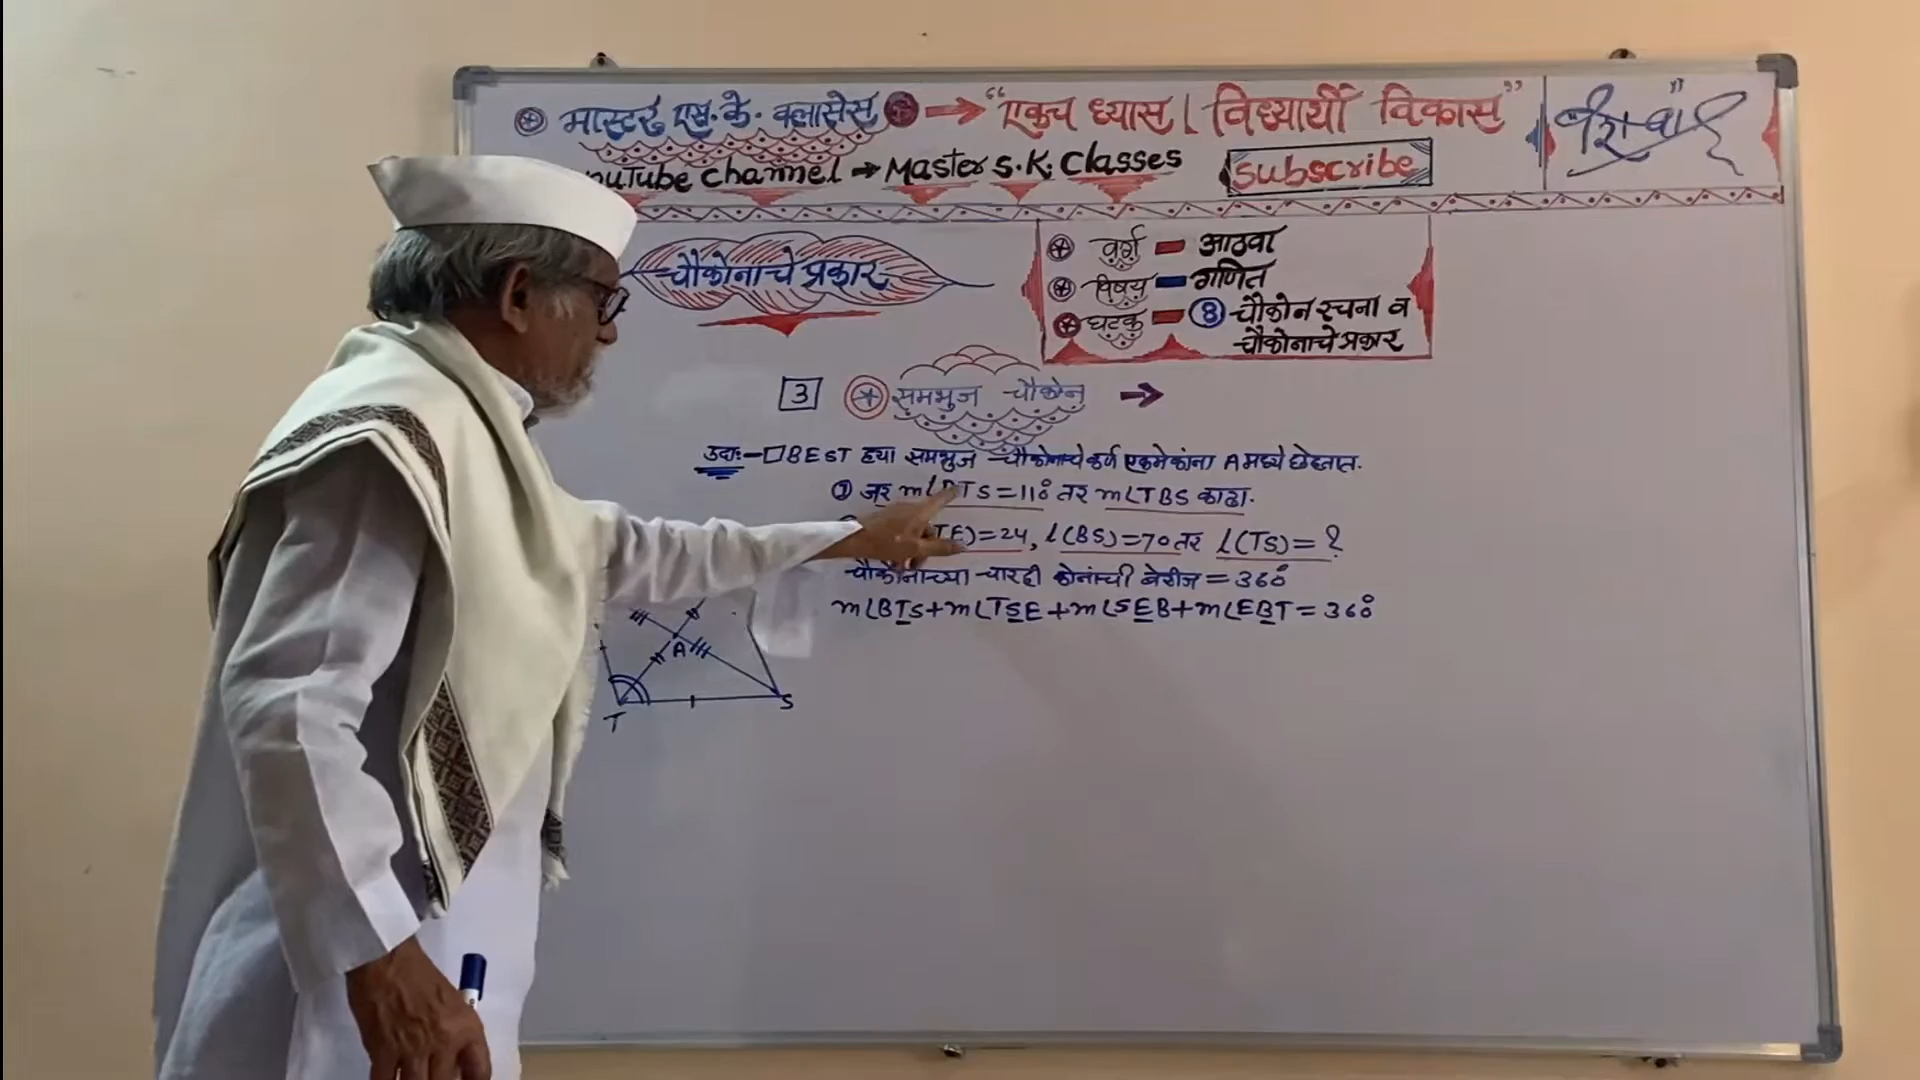 मास्टर एस. के. क्लासेस → "एकच ध्यास | विद्यार्थी विकास"
ouTube channel → Master S. K. Classes Subscribe
चौकोनाचे प्रकार
वर्ग - आठवा
विषय - गणित
घटक - 8 चौकोन रचना व
चौकोनाचे प्रकार
3 समभुज चौकोन →
उदा:- □BEST ह्या समभुज चौकोनाचे कर्ण एकमेकांना A मध्ये छेदतात.
① जर m∠BTS=110° तर m∠TBS काढा.
TE)=24, l(BS)=70 तर l(TS)= ?
चौकोनाच्या चारही कोनांची बेरीज = 360°
m∠BTS+m∠TSE+m∠SEB+m∠EBT=360°
A
T S